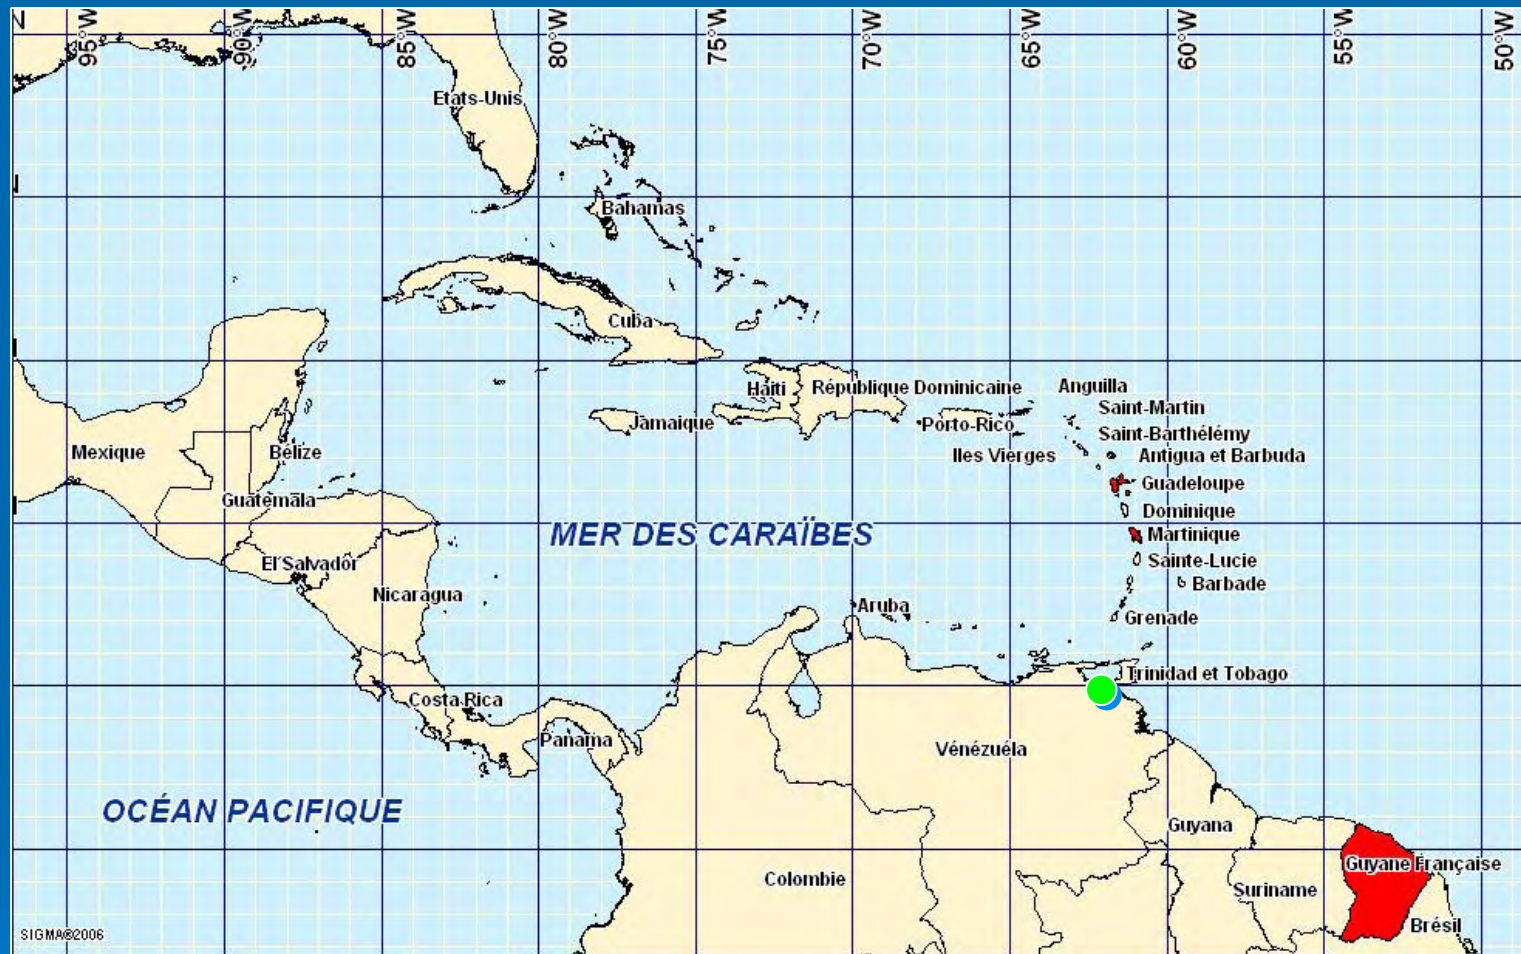 N
95°W
90°W
85°W
80°W
75°W
70°W
65°W
60°W
55°W
50°W
Etats-Unis
Bahamas
Cuba
Haiti
République Dominicaine
Anguilla
Saint-Martin
Jamaique
Porto-Rico
Saint-Barthélémy
Mexique
Bélize
Iles Vierges
Antigua et Barbuda
Guadeloupe
Guatemala
Dominique
MER DES CARAÏBES
Martinique
Sainte-Lucie
El Salvador
Barbade
Nicaragua
Aruba
Grenade
Trinidad et Tobago
Costa Rica
Panama
Vénézuéla
OCÉAN PACIFIQUE
Guyana
Guyane Française
Colombie
Suriname
Brésil
SIGMA©2006